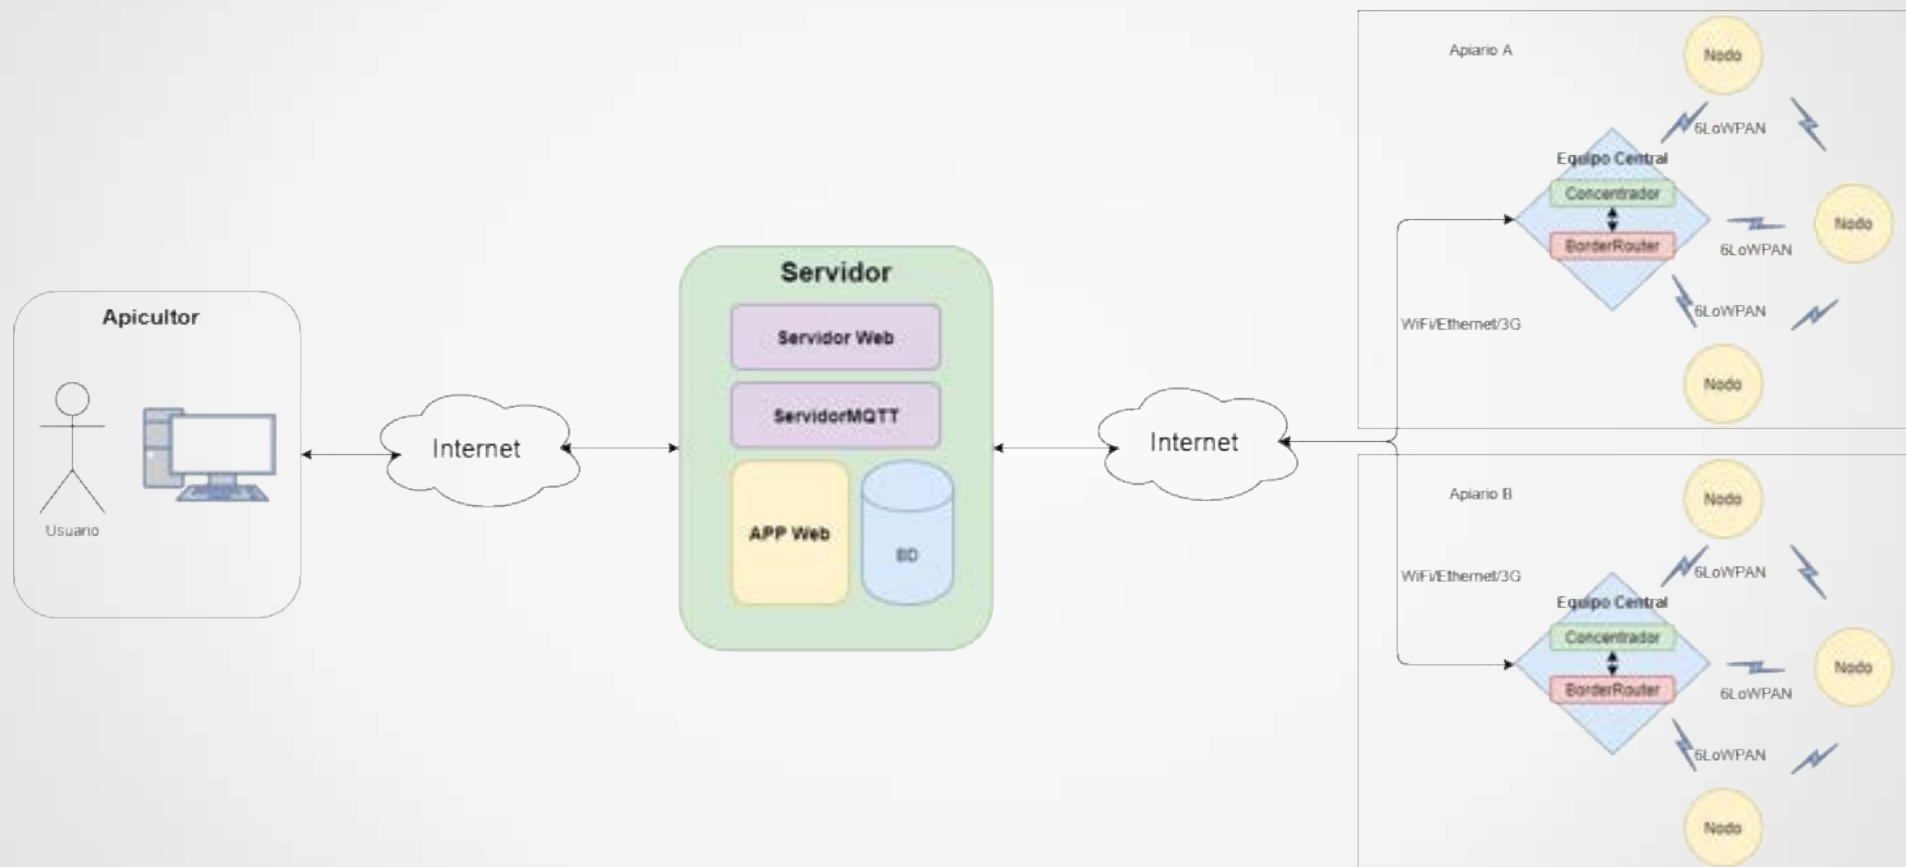 Apicultor
Usuario
Internet
Servidor
Servidor Web
ServidorMQTT
APP Web
BD
Internet
WiFi/Ethernet/3G
WiFi/Ethernet/3G
Apiario A
Nodo
6LoWPAN
Equipo Central
Concentrador
BorderRouter
Nodo
6LoWPAN
6LoWPAN
Nodo
Apiario B
Nodo
6LoWPAN
Equipo Central
Concentrador
BorderRouter
Nodo
6LoWPAN
6LoWPAN
Nodo